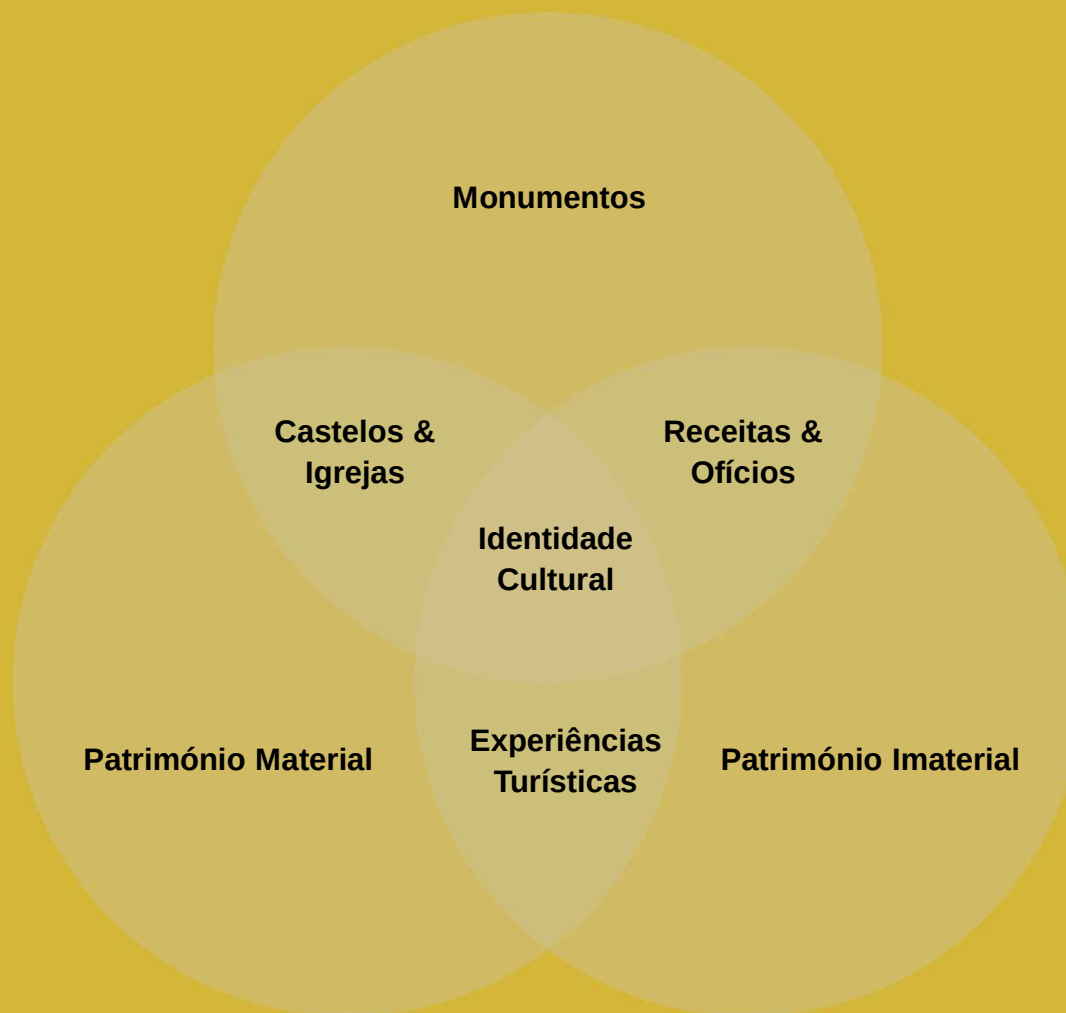 Monumentos
Castelos &
Igrejas
Receitas &
Ofícios
Identidade
Cultural
Património Material
Experiências
Turísticas
Património Imaterial